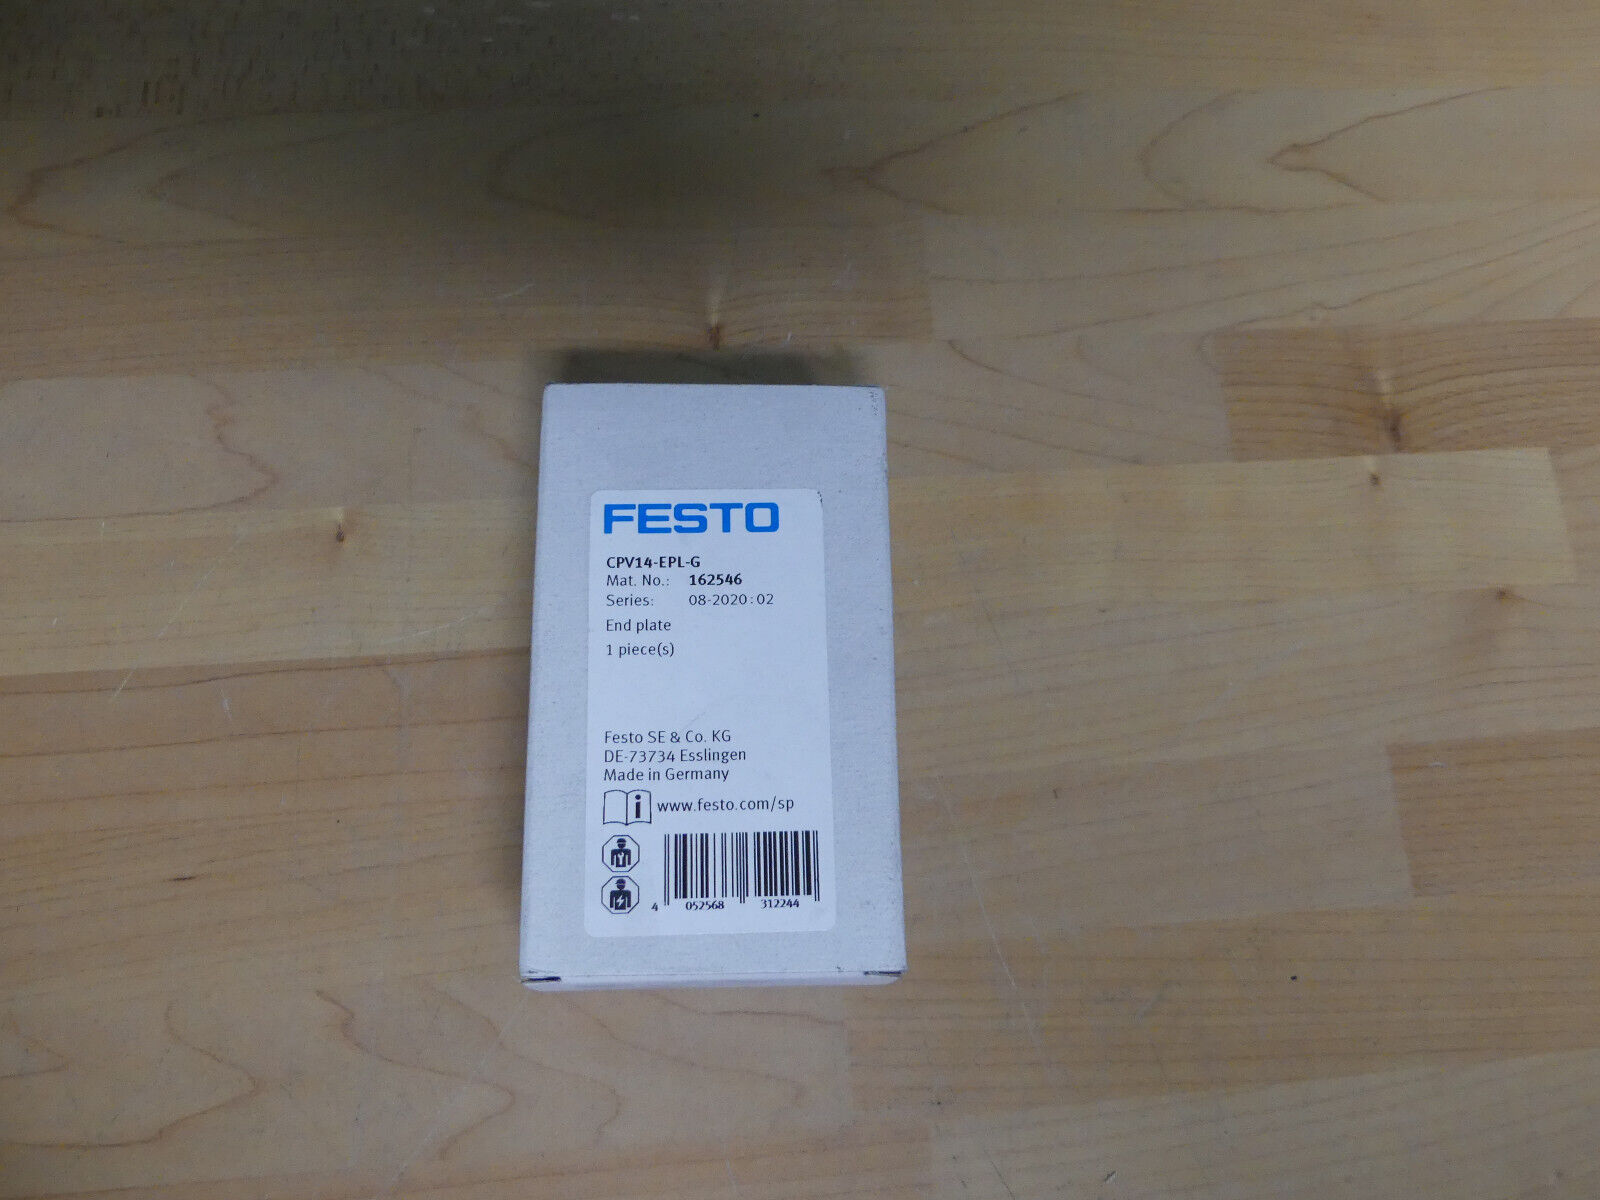 FESTO
CPV14-EPL-G
Mat. No.: 162546
Series: 08-2020:02
End plate
1 piece(s)
Festo SE & Co. KG
DE-73734 Esslingen
Made in Germany
i www.festo.com/sp
4 052568 312244